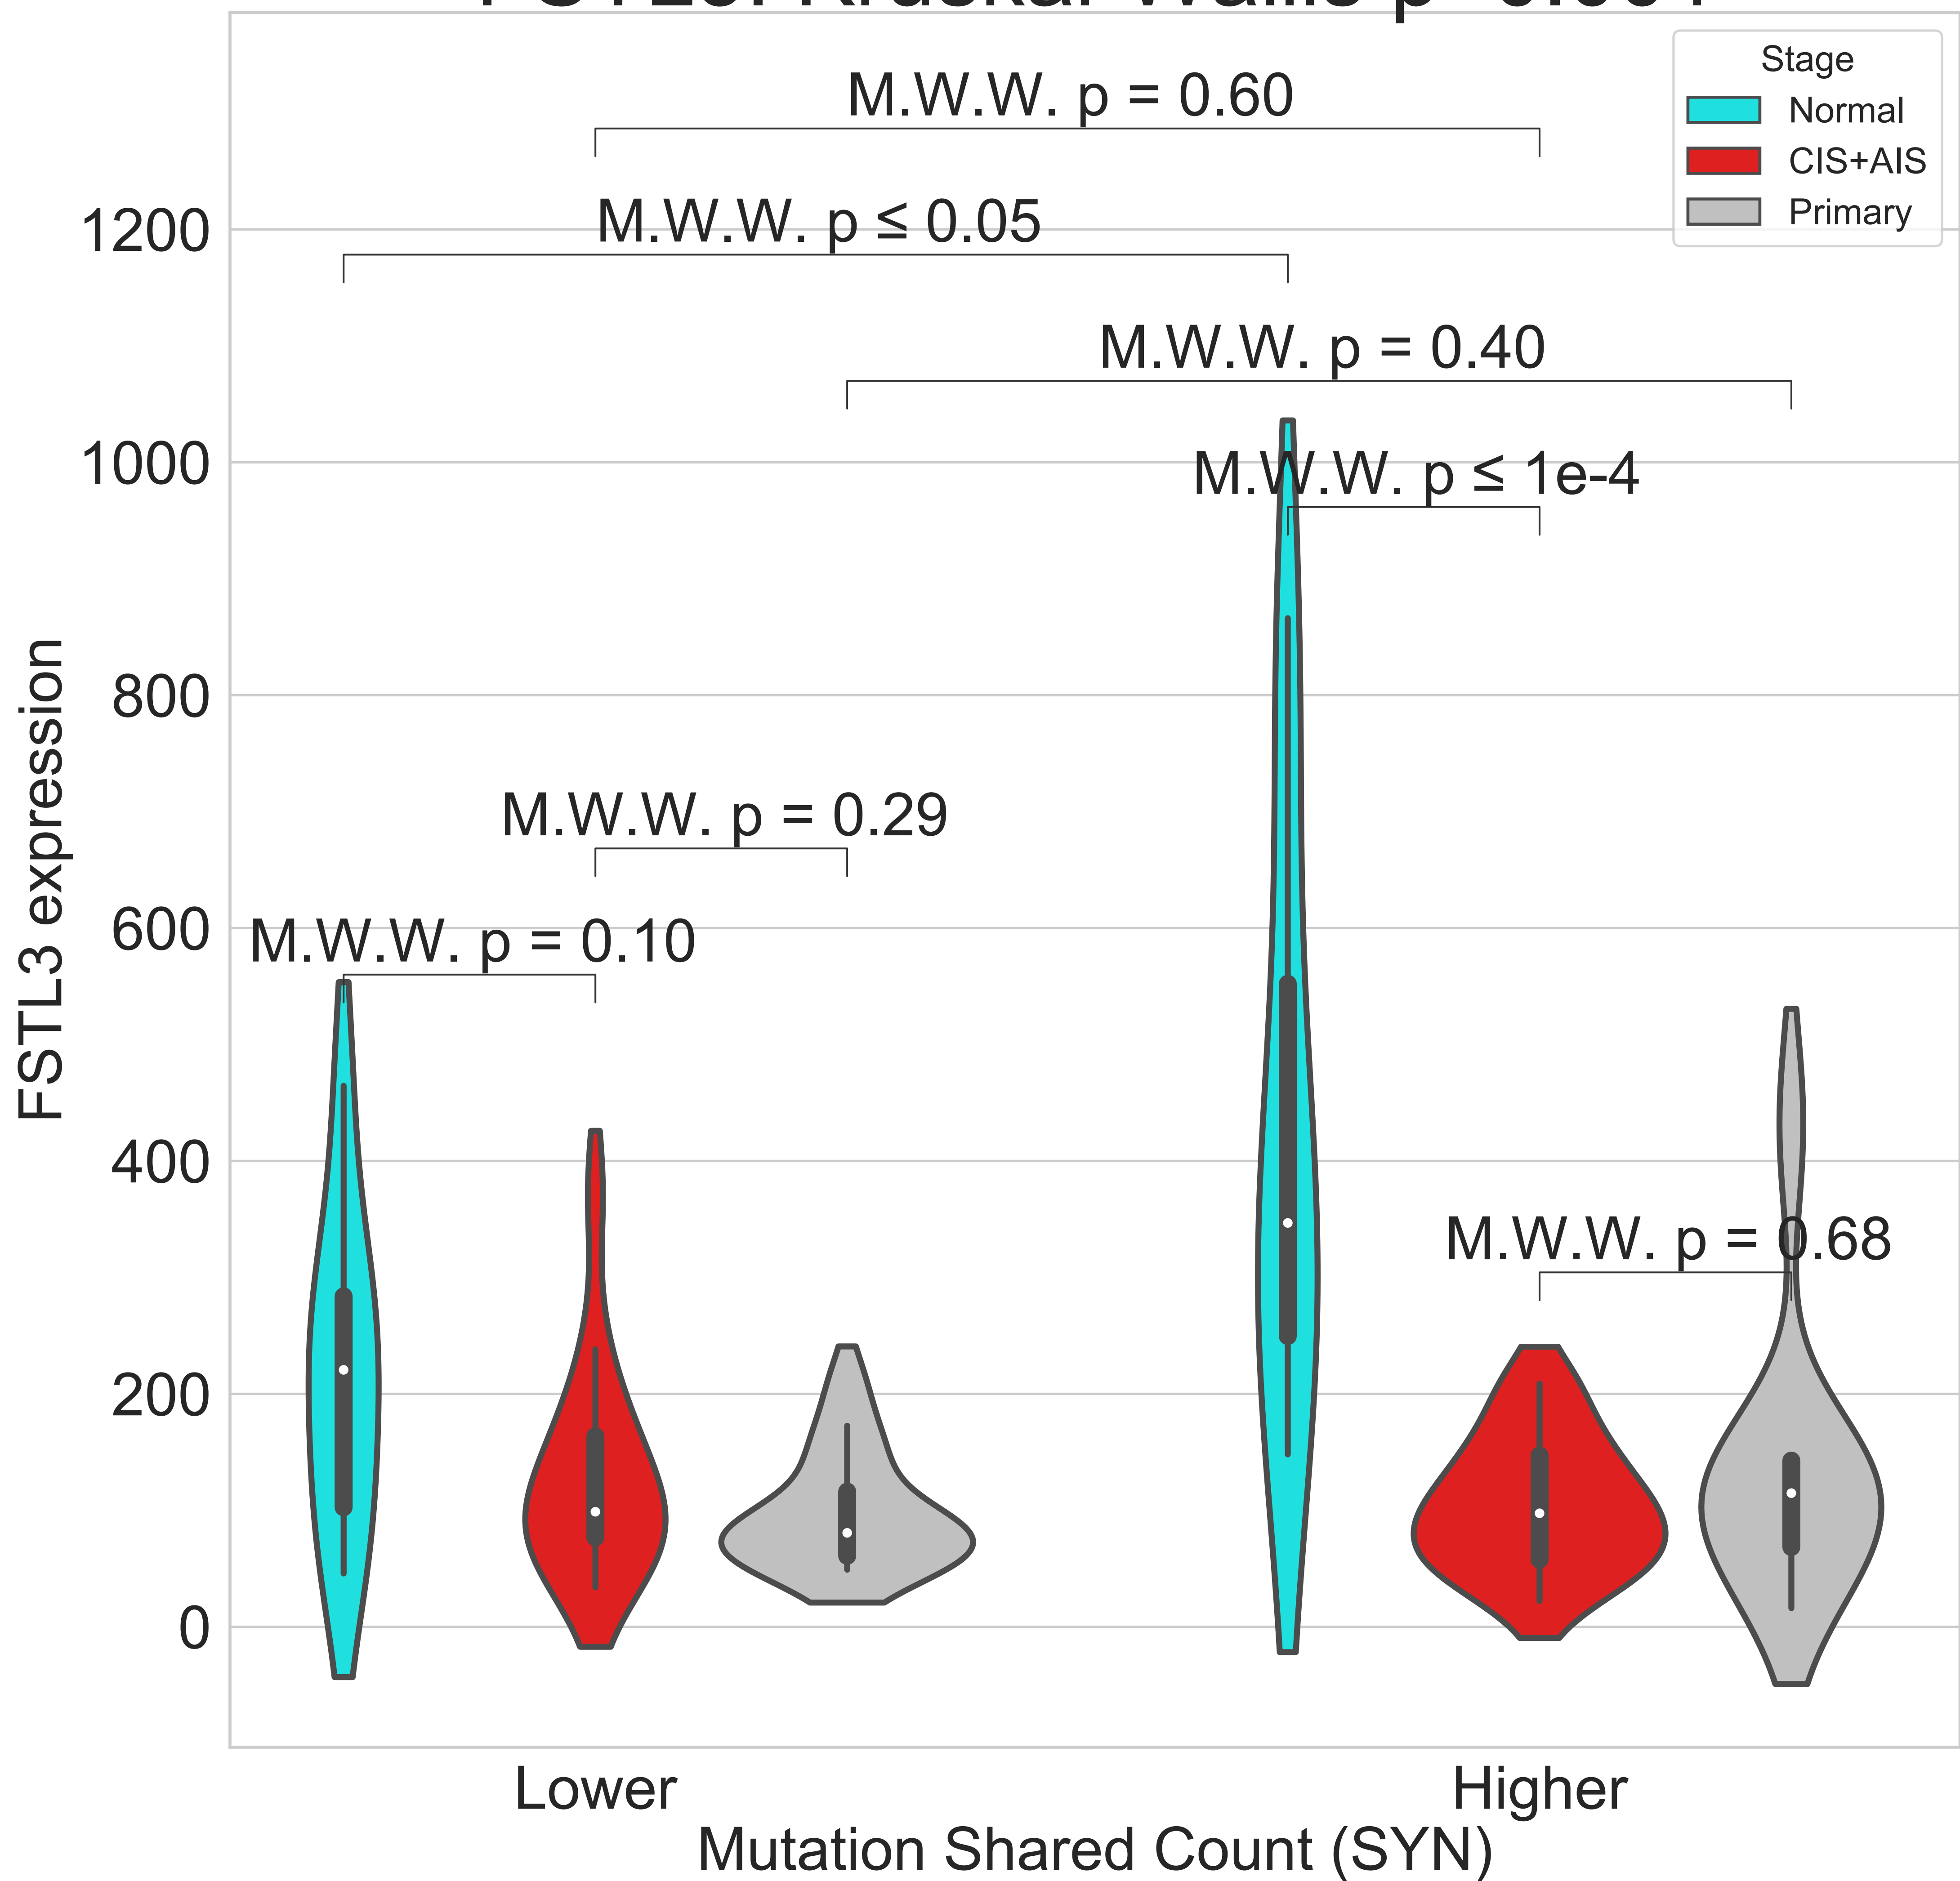 Stage
Normal
CIS+AIS
Primary
M.W.W. p = 0.60
M.W.W. p ≤ 0.05
M.W.W. p = 0.40
M.W.W. p ≤ 1e-4
M.W.W. p = 0.29
M.W.W. p = 0.10
M.W.W. p = 0.68
1200
1000
800
600
400
200
0
FSTL3 expression
Lower
Higher
Mutation Shared Count (SYN)